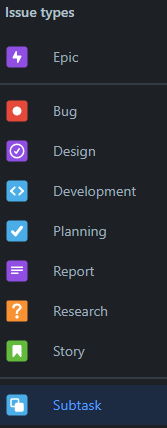 Issue types
Epic
Bug
Design
Development
Planning
Report
Research
Story
Subtask